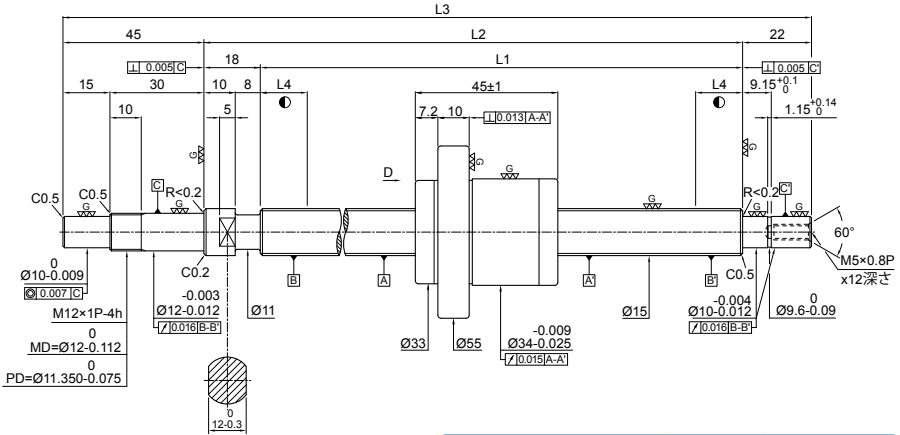 L3
45
L2
22
⊥ 0.005 C
18
L1
⊥ 0.005 C'
15
30
10
8
L4
45±1
L4
9.15 +0.1 0
10
5
7.2
10
⊥ 0.013 A-A'
1.15 +0.14 0
G
G
G
G
D
C0.5
C0.5
C
R<0.2
G
R<0.2
C'
G
G
G
G
G
60°
C0.2
B
A
A'
B'
C0.5
M5×0.8P
x12深さ
0
Ø10-0.009
◎ 0.007 C
-0.003
Ø12-0.012
↗ 0.016 B-B'
Ø11
Ø15
-0.004
Ø10-0.012
↗ 0.016 B-B'
0
Ø9.6-0.09
M12×1P-4h
0
MD=Ø12-0.112
0
PD=Ø11.350-0.075
Ø33
Ø55
-0.009
Ø34-0.025
↗ 0.015 A-A'
0
12-0.3